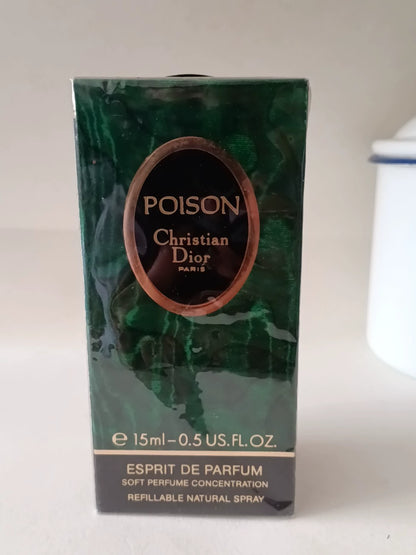 POISON
Christian
Dior
PARIS
e 15ml-0.5 US.FL.OZ.
ESPRIT DE PARFUM
SOFT PERFUME CONCENTRATION
REFILLABLE NATURAL SPRAY